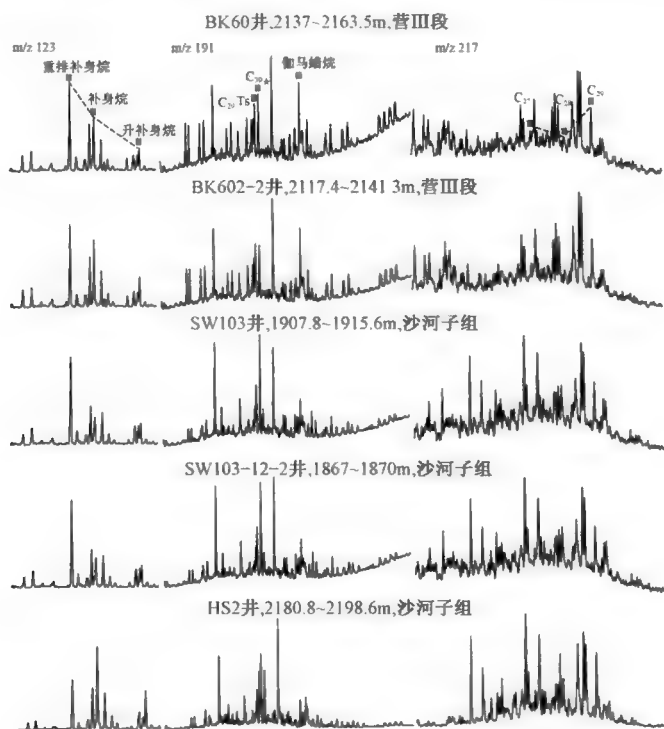 BK60井,2137~2163.5m,营Ⅲ段
m/z 123
m/z 191
m/z 217
重排补身烷
补身烷
升补身烷
C₂₉ Ts
C₃₀
伽马蜡烷
C₂₈
C₂₉
BK602-2井,2117.4~2141 3m,营Ⅲ段
SW103井,1907.8~1915.6m,沙河子组
SW103-12-2井,1867~1870m,沙河子组
HS2井,2180.8~2198.6m,沙河子组